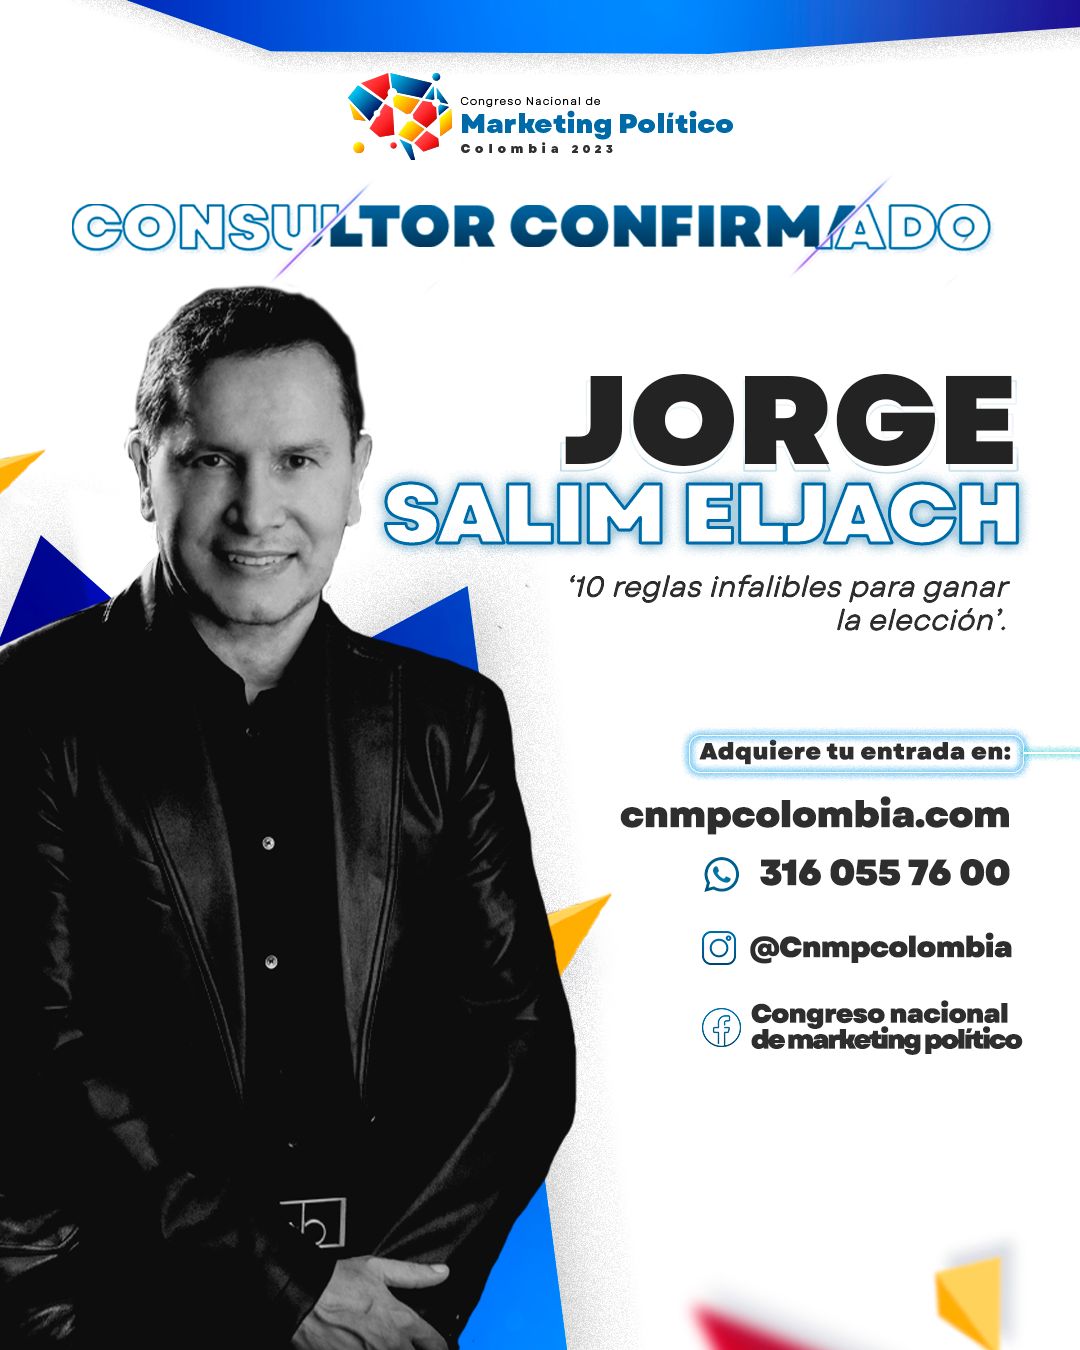 Congreso Nacional de
Marketing Político
Colombia 2023
CONSULTOR CONFIRMADO
JORGE
SALIM ELJACH
‘10 reglas infalibles para ganar
la elección’.
Adquiere tu entrada en:
cnmpcolombia.com
316 055 76 00
@Cnmpcolombia
Congreso nacional
de marketing político